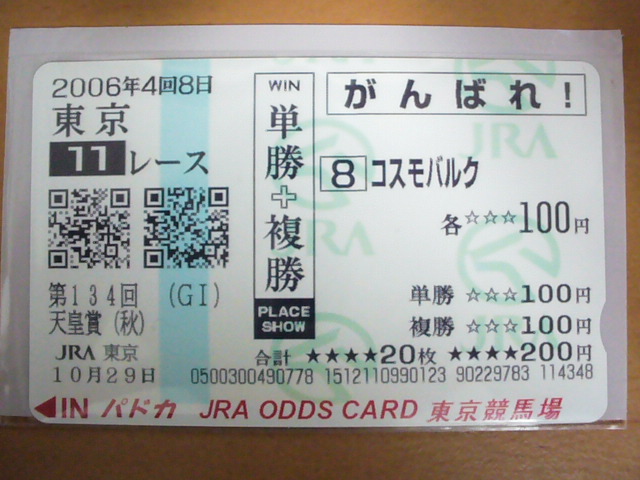 2006年4回8日
東京
11レース
第134回 (GI)
天皇賞(秋)
JRA 東京
10月29日
WIN
単勝+複勝
PLACE
SHOW
がんばれ!
8 コスモバルク
各☆☆☆100円
単勝 ☆☆☆100円
複勝 ☆☆☆100円
合計 ★★★★20枚 ★★★★200円
0500300490778 1512110990123 90229783 114348
◀IN パドカ JRA ODDS CARD 東京競馬場
JRA
JRA